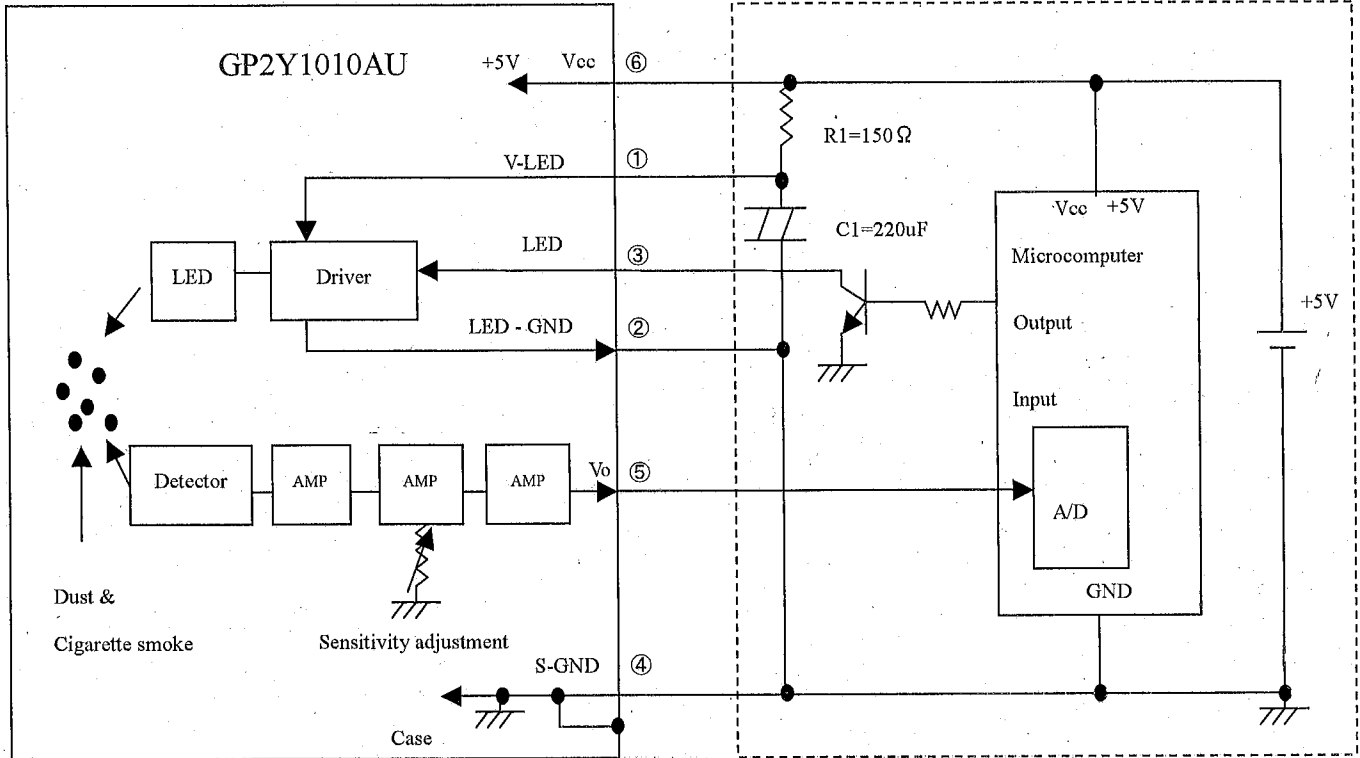 GP2Y1010AU
+5V Vcc ⑥
R1=150Ω
V-LED ①
C1=220uF
Vcc +5V
Microcomputer
LED ③
LED
Driver
Output
+5V
LED - GND ②
Input
Detector
AMP
AMP
AMP
Vo ⑤
A/D
GND
Dust &
Cigarette smoke
Sensitivity adjustment
S-GND ④
Case